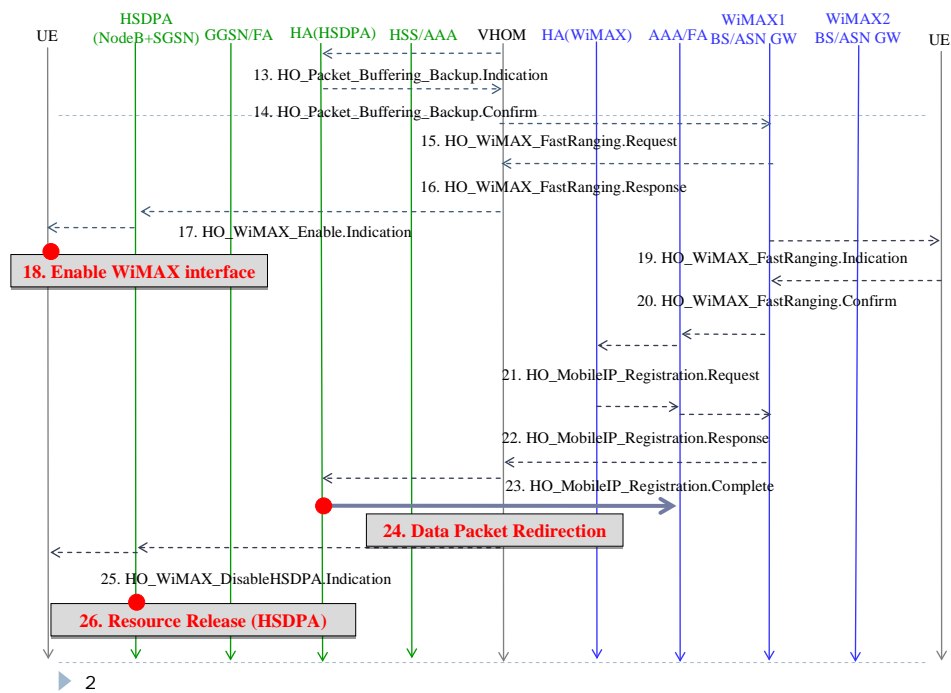 HSDPA
(NodeB+SGSN)
UE
GGSN/FA
HA(HSDPA)
HSS/AAA
VHOM
HA(WiMAX)
AAA/FA
WiMAX1
BS/ASN GW
WiMAX2
BS/ASN GW
UE
13. HO_Packet_Buffering_Backup.Indication
14. HO_Packet_Buffering_Backup.Confirm
15. HO_WiMAX_FastRanging.Request
16. HO_WiMAX_FastRanging.Response
17. HO_WiMAX_Enable.Indication
18. Enable WiMAX interface
19. HO_WiMAX_FastRanging.Indication
20. HO_WiMAX_FastRanging.Confirm
21. HO_MobileIP_Registration.Request
22. HO_MobileIP_Registration.Response
23. HO_MobileIP_Registration.Complete
24. Data Packet Redirection
25. HO_WiMAX_DisableHSDPA.Indication
26. Resource Release (HSDPA)
2